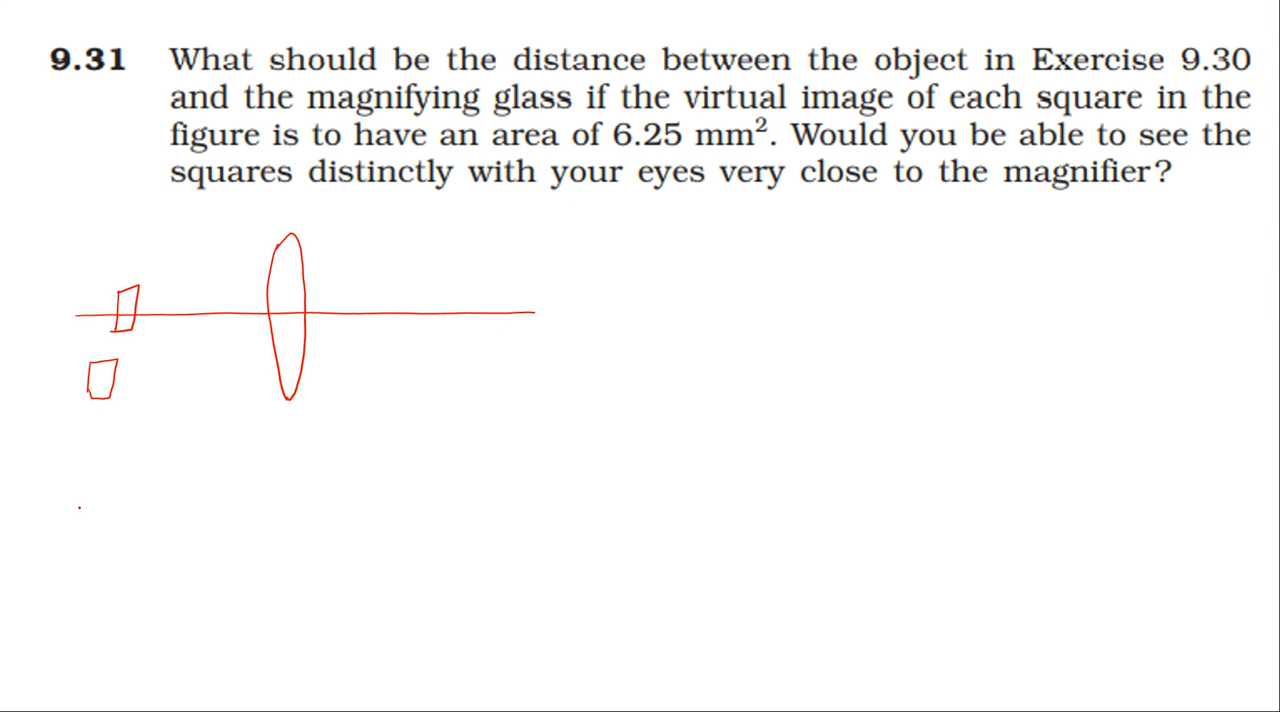 9.31 What should be the distance between the object in Exercise 9.30
and the magnifying glass if the virtual image of each square in the
figure is to have an area of 6.25 mm². Would you be able to see the
squares distinctly with your eyes very close to the magnifier?